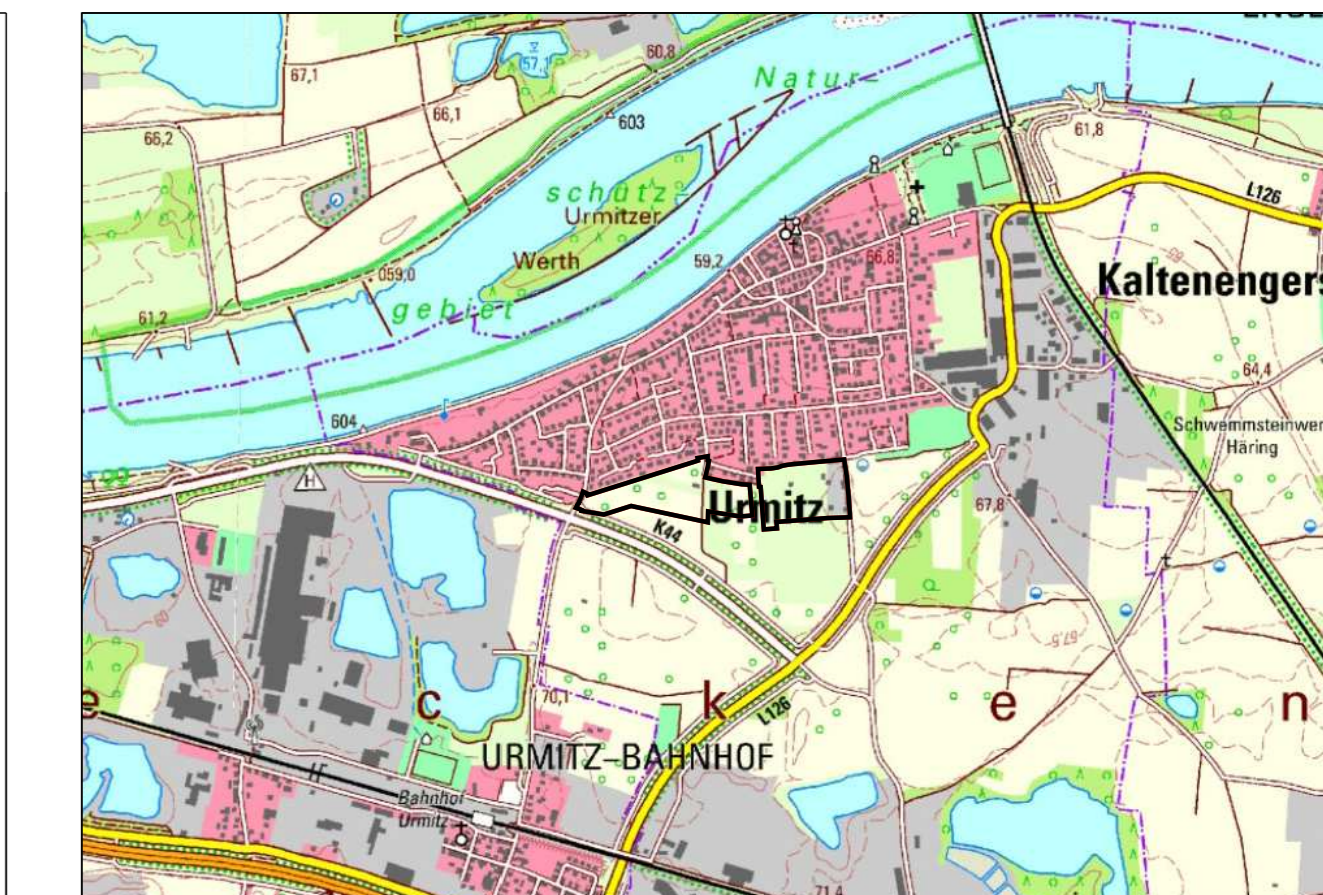 67,1
57,1
60,8
66,1
603
66,2
Natur-
61,8
schutz
Urmitzer
L126
Werth
59,2
66,8
059,0
Kaltenengers
gebiet
61,2
64,4
604
Schwemmsteinwer
Häring
H
Urmitz
67,8
K44
67,5
e c k e n
70,1
L126
URMITZ-BAHNHOF
Bahnhof
Urmitz
71,4